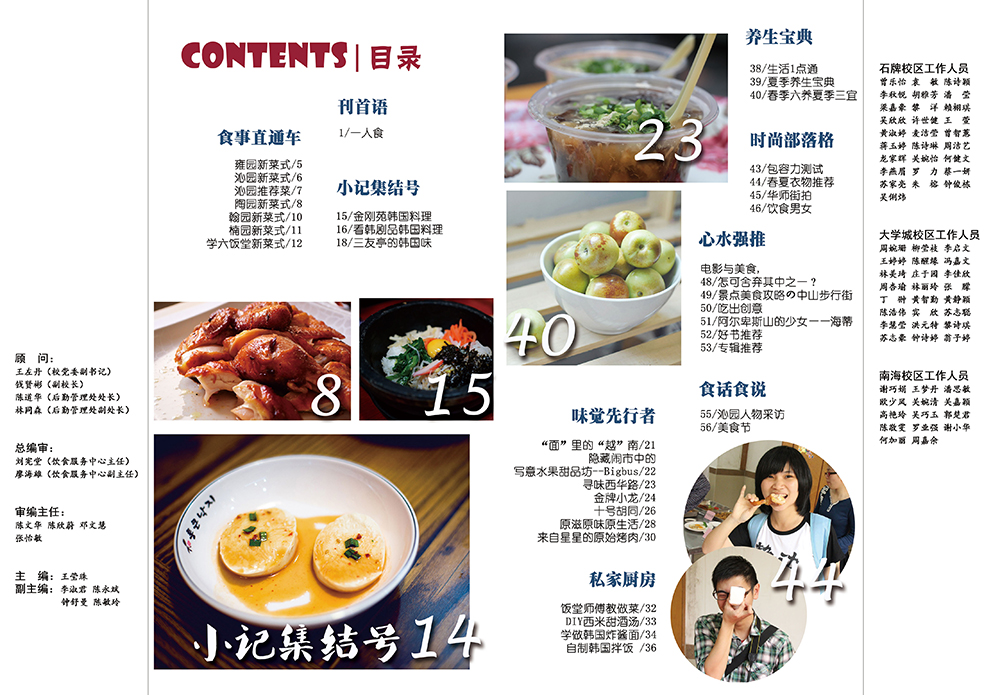 CONTENTS|目录
刊首语
1/一人食
食事直通车
雍园新菜式/5
沁园新菜式/6
沁园推荐菜/7
陶园新菜式/8
翰园新菜式/10
楠园新菜式/11
学六饭堂新菜式/12
小记集结号
15/金刚苑韩国料理
16/看韩剧品韩国料理
18/三友亭的韩国味
8
15
小记集结号14
23
40
44
味觉先行者
“面”里的“越”南/21
隐藏闹市中的
写意水果甜品坊--Bigbus/22
寻味西华路/23
金牌小龙/24
十号胡同/26
原滋原味原生活/28
来自星星的原始烤肉/30
私家厨房
饭堂师傅教做菜/32
DIY西米甜酒汤/33
学做韩国炸酱面/34
自制韩国拌饭 /36
养生宝典
38/生活1点通
39/夏季养生宝典
40/春季六养夏季三宜
时尚部落格
43/包容力测试
44/春夏衣物推荐
45/华师街拍
46/饮食男女
心水强推
电影与美食,
48/怎可舍弃其中之一?
49/景点美食攻略の中山步行街
50/吃出创意
51/阿尔卑斯山的少女一一海蒂
52/好书推荐
53/专辑推荐
食话食说
55/沁园人物采访
56/美食节
顾 问:
王左丹(校党委副书记)
钱贤彬(副校长)
陈道华(后勤管理处处长)
林同森(后勤管理处副处长)
总编审:
刘宪堂(饮食服务中心主任)
廖海雄(饮食服务中心副主任)
审编主任:
陈文华 陈欣蔚 邓文慧
张怡敏
主 编: 王莹珠
副主编: 李淑君 陈永斌
钟舒曼 陈敏玲
石牌校区工作人员
曾乐怡 袁 敏 陈诗颖
李秋悦 胡雅芳 潘 莹
梁嘉豪 黎 洋 赖栩琪
吴欣欣 许世健 王 莹
黄淑婷 麦洁莹 曾智蕙
蒋玉婷 陈诗琳 周洁艺
龙家辉 吴婉怡 何健文
李燕眉 罗 力 蔡一妍
苏家亮 朱 榕 钟俊栋
吴俐炜
大学城校区工作人员
周婉珊 柳莹枝 李启文
王婷婷 陈醒缘 冯嘉文
林美琦 庄于园 李佳欣
周杏瑜 林丽玲 张 朦
丁 翀 黄智勤 黄静颖
陈浩伟 宾 欣 苏志聪
李慧莹 洪元特 黎诗琪
苏志豪 钟诗婷 翁子婷
南海校区工作人员
谢巧娟 王梦丹 潘思敏
欧少凤 吴婉清 吴嘉颖
高艳玲 吴巧玉 郭楚君
陈敬雯 罗业强 谢小华
何加丽 周嘉余